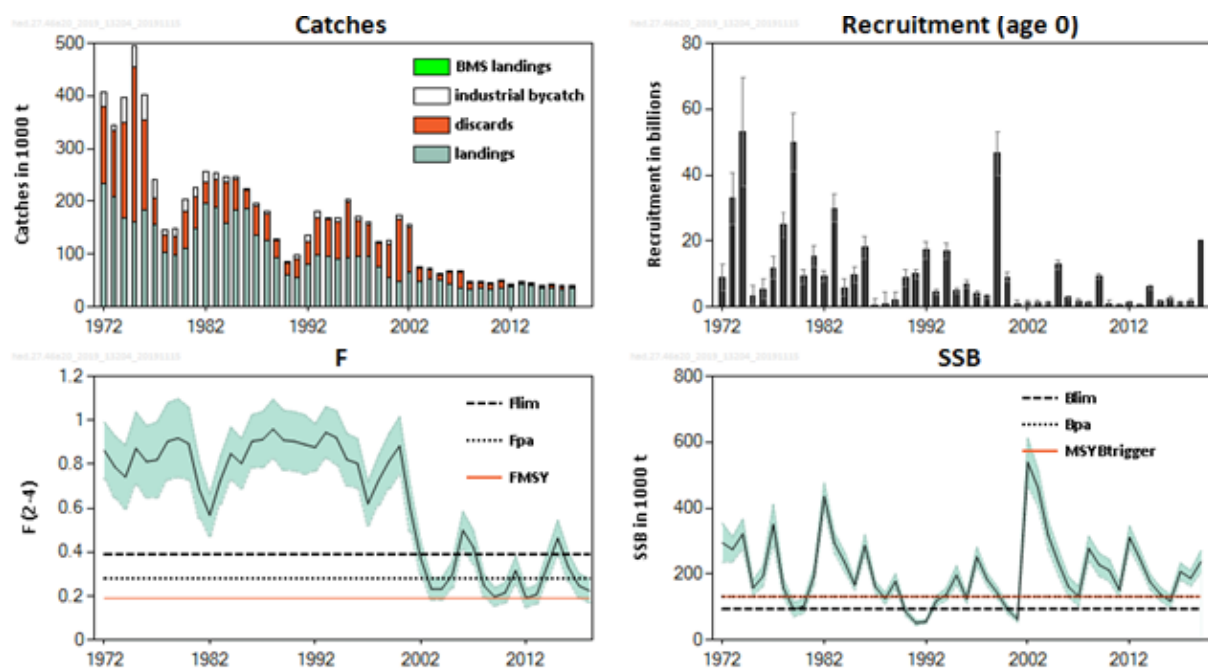 Catches
500
400
300
200
100
0
Catches in 1000 t
BMS landings
industrial bycatch
discards
landings
1972
1982
1992
2002
2012
Recruitment (age 0)
80
60
40
20
0
Recruitment in billions
1972
1982
1992
2002
2012
F
1.2
1
0.8
0.6
0.4
0.2
0
F (2-4)
Flim
Fpa
FMSY
1972
1982
1992
2002
2012
SSB
800
600
400
200
0
SSB in 1000 t
Blim
Bpa
MSYBtrigger
1972
1982
1992
2002
2012